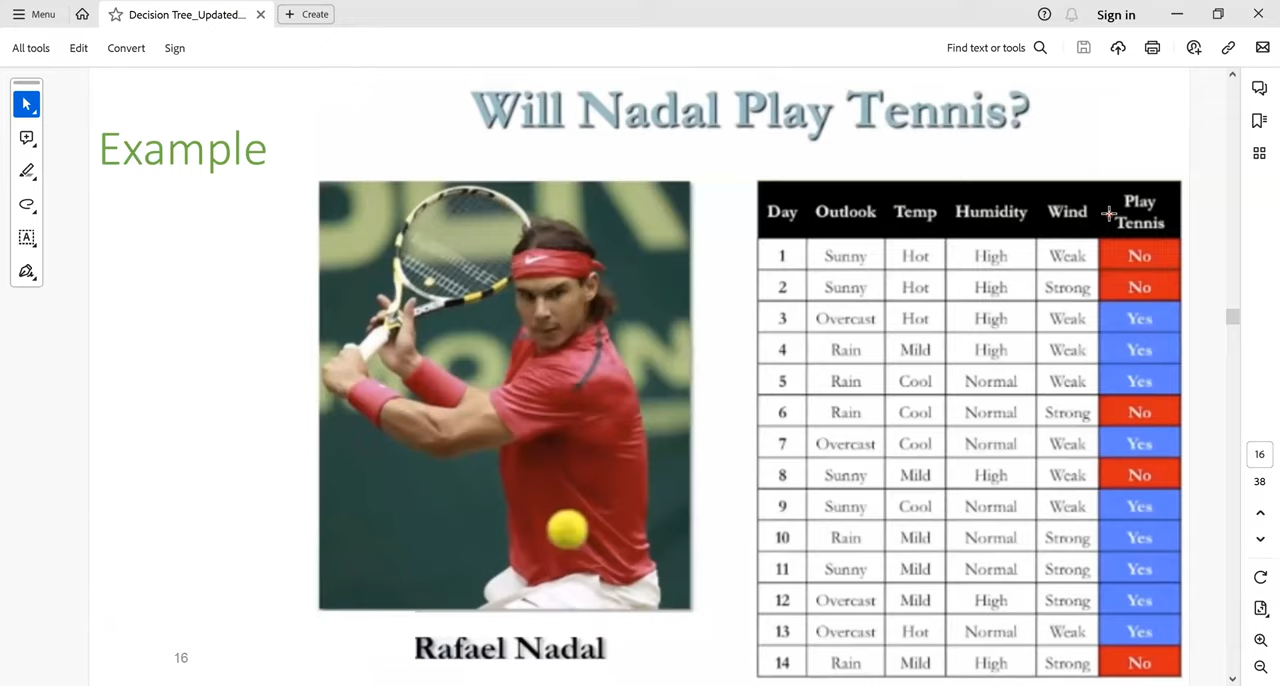 Menu
Decision Tree_Updated...
Create
Sign in
All tools
Edit
Convert
Sign
Find text or tools
Will Nadal Play Tennis?
Example
Day Outlook Temp Humidity Wind Play Tennis
1 Sunny Hot High Weak No
2 Sunny Hot High Strong No
3 Overcast Hot High Weak Yes
4 Rain Mild High Weak Yes
5 Rain Cool Normal Weak Yes
6 Rain Cool Normal Strong No
7 Overcast Cool Normal Weak Yes
8 Sunny Mild High Weak No
9 Sunny Cool Normal Weak Yes
10 Rain Mild Normal Strong Yes
11 Sunny Mild Normal Strong Yes
12 Overcast Mild High Strong Yes
13 Overcast Hot Normal Weak Yes
14 Rain Mild High Strong No
Rafael Nadal
16
16
38